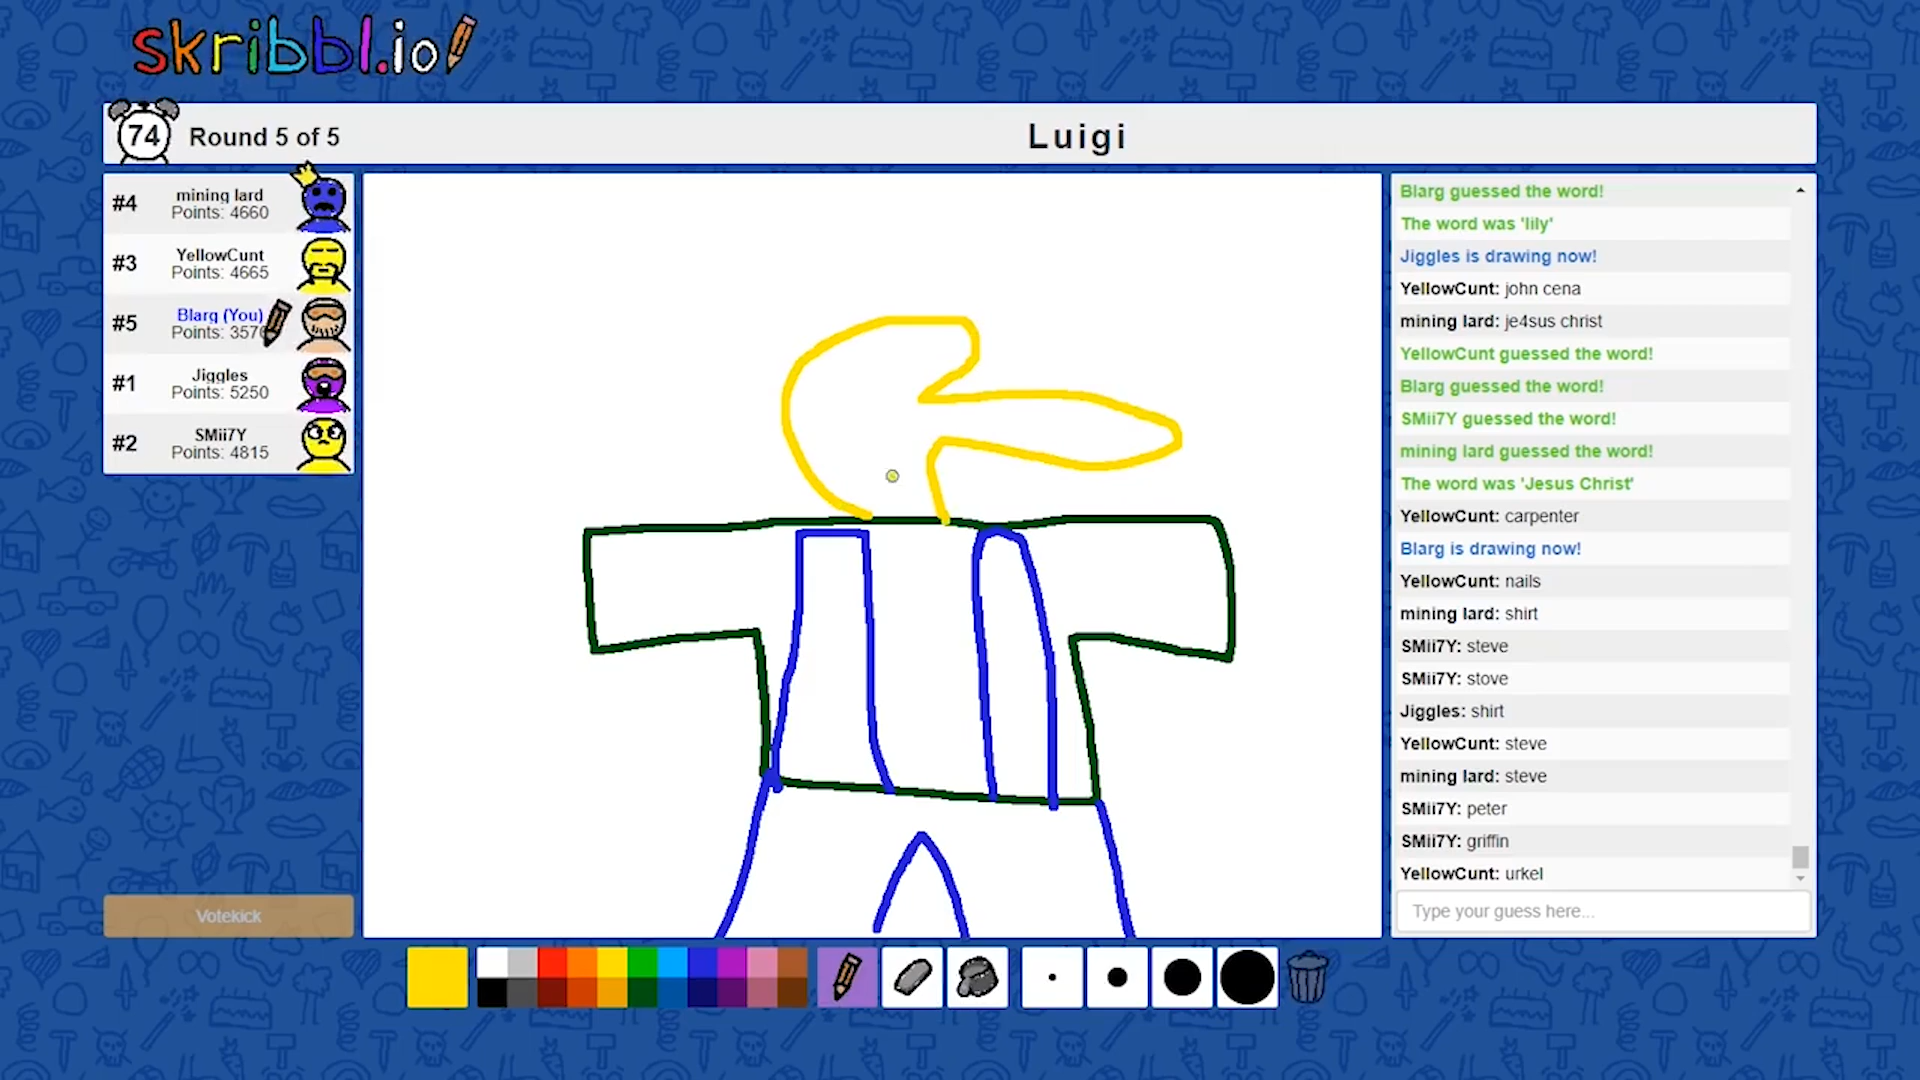 skribbl.io
74
Round 5 of 5
Luigi
#4
mining lard
Points: 4660
#3
YellowCunt
Points: 4665
#5
Blarg (You)
Points: 3576
#1
Jiggles
Points: 5250
#2
SMii7Y
Points: 4815
Votekick
Blarg guessed the word!
The word was 'lily'
Jiggles is drawing now!
YellowCunt: john cena
mining lard: je4sus christ
YellowCunt guessed the word!
Blarg guessed the word!
SMii7Y guessed the word!
mining lard guessed the word!
The word was 'Jesus Christ'
YellowCunt: carpenter
Blarg is drawing now!
YellowCunt: nails
mining lard: shirt
SMii7Y: steve
SMii7Y: stove
Jiggles: shirt
YellowCunt: steve
mining lard: steve
SMii7Y: peter
SMii7Y: griffin
YellowCunt: urkel
Type your guess here...